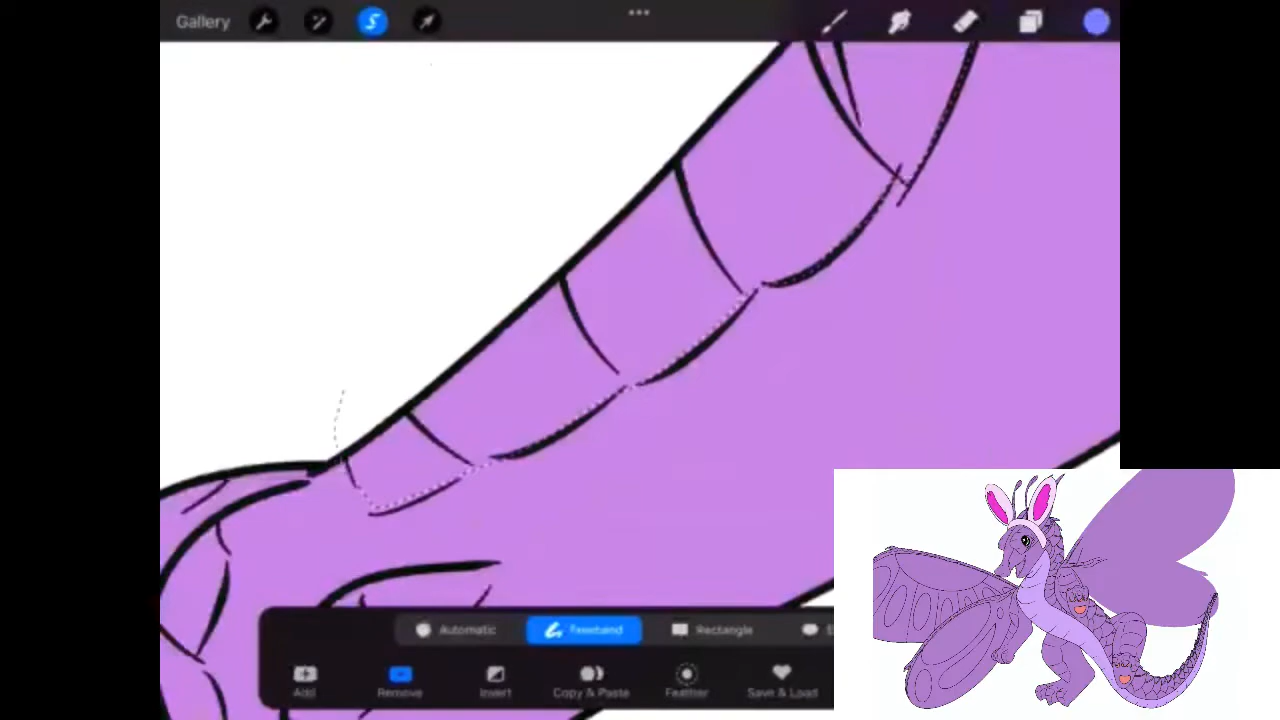 Gallery
Automatic Freehand Rectangle
Add Remove Invert Copy & Paste Feather Save & Load